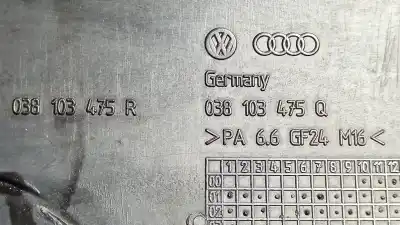 Germany
038 103 475 R
038 103 475 Q
>PA 6.6 GF24 M16<
1 2 3 4 5 6 7 8 9 10 11 12
00
01
02